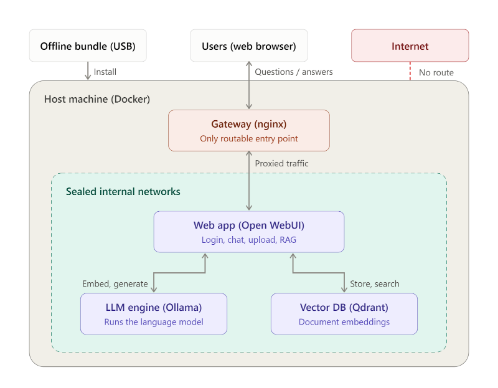 Offline bundle (USB)
Users (web browser)
Internet
Install
Questions / answers
No route
Host machine (Docker)
Gateway (nginx)
Only routable entry point
Proxied traffic
Sealed internal networks
Web app (Open WebUI)
Login, chat, upload, RAG
Embed, generate
Store, search
LLM engine (Ollama)
Runs the language model
Vector DB (Qdrant)
Document embeddings